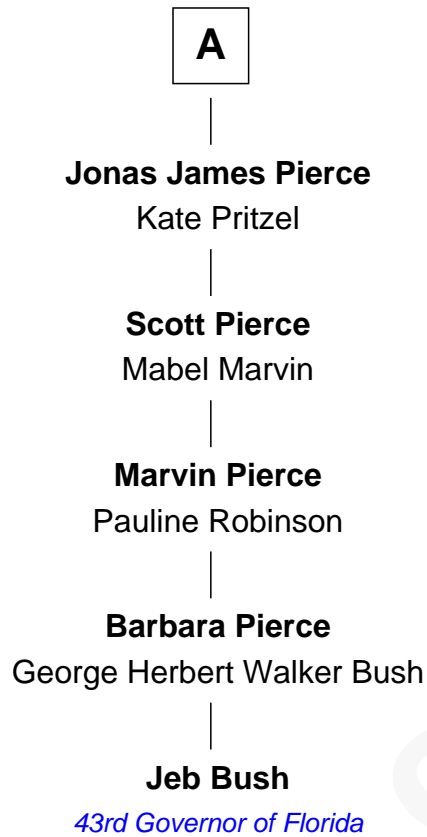 A
Jonas James Pierce
Kate Pritzel
Scott Pierce
Mabel Marvin
Marvin Pierce
Pauline Robinson
Barbara Pierce
George Herbert Walker Bush
Jeb Bush
43rd Governor of Florida